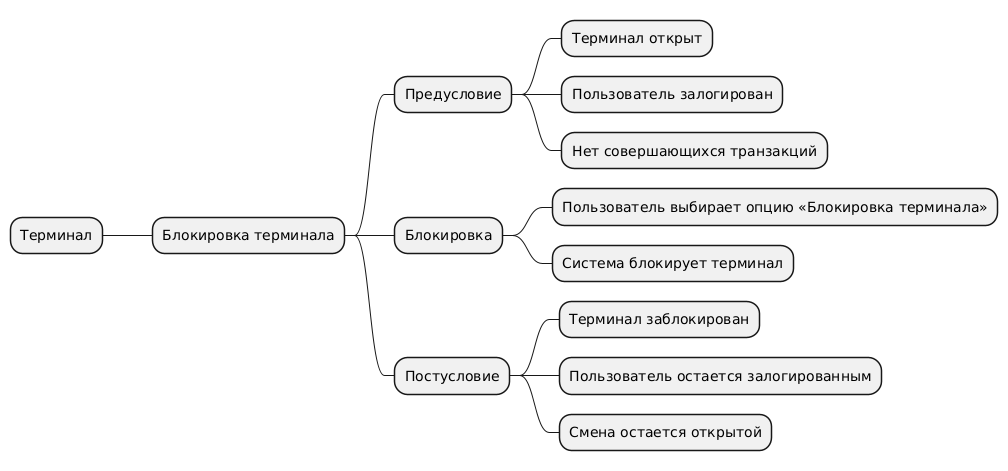 Терминал
Блокировка терминала
Предусловие
Терминал открыт
Пользователь залогирован
Нет совершающихся транзакций
Блокировка
Пользователь выбирает опцию «Блокировка терминала»
Система блокирует терминал
Постусловие
Терминал заблокирован
Пользователь остается залогированным
Смена остается открытой